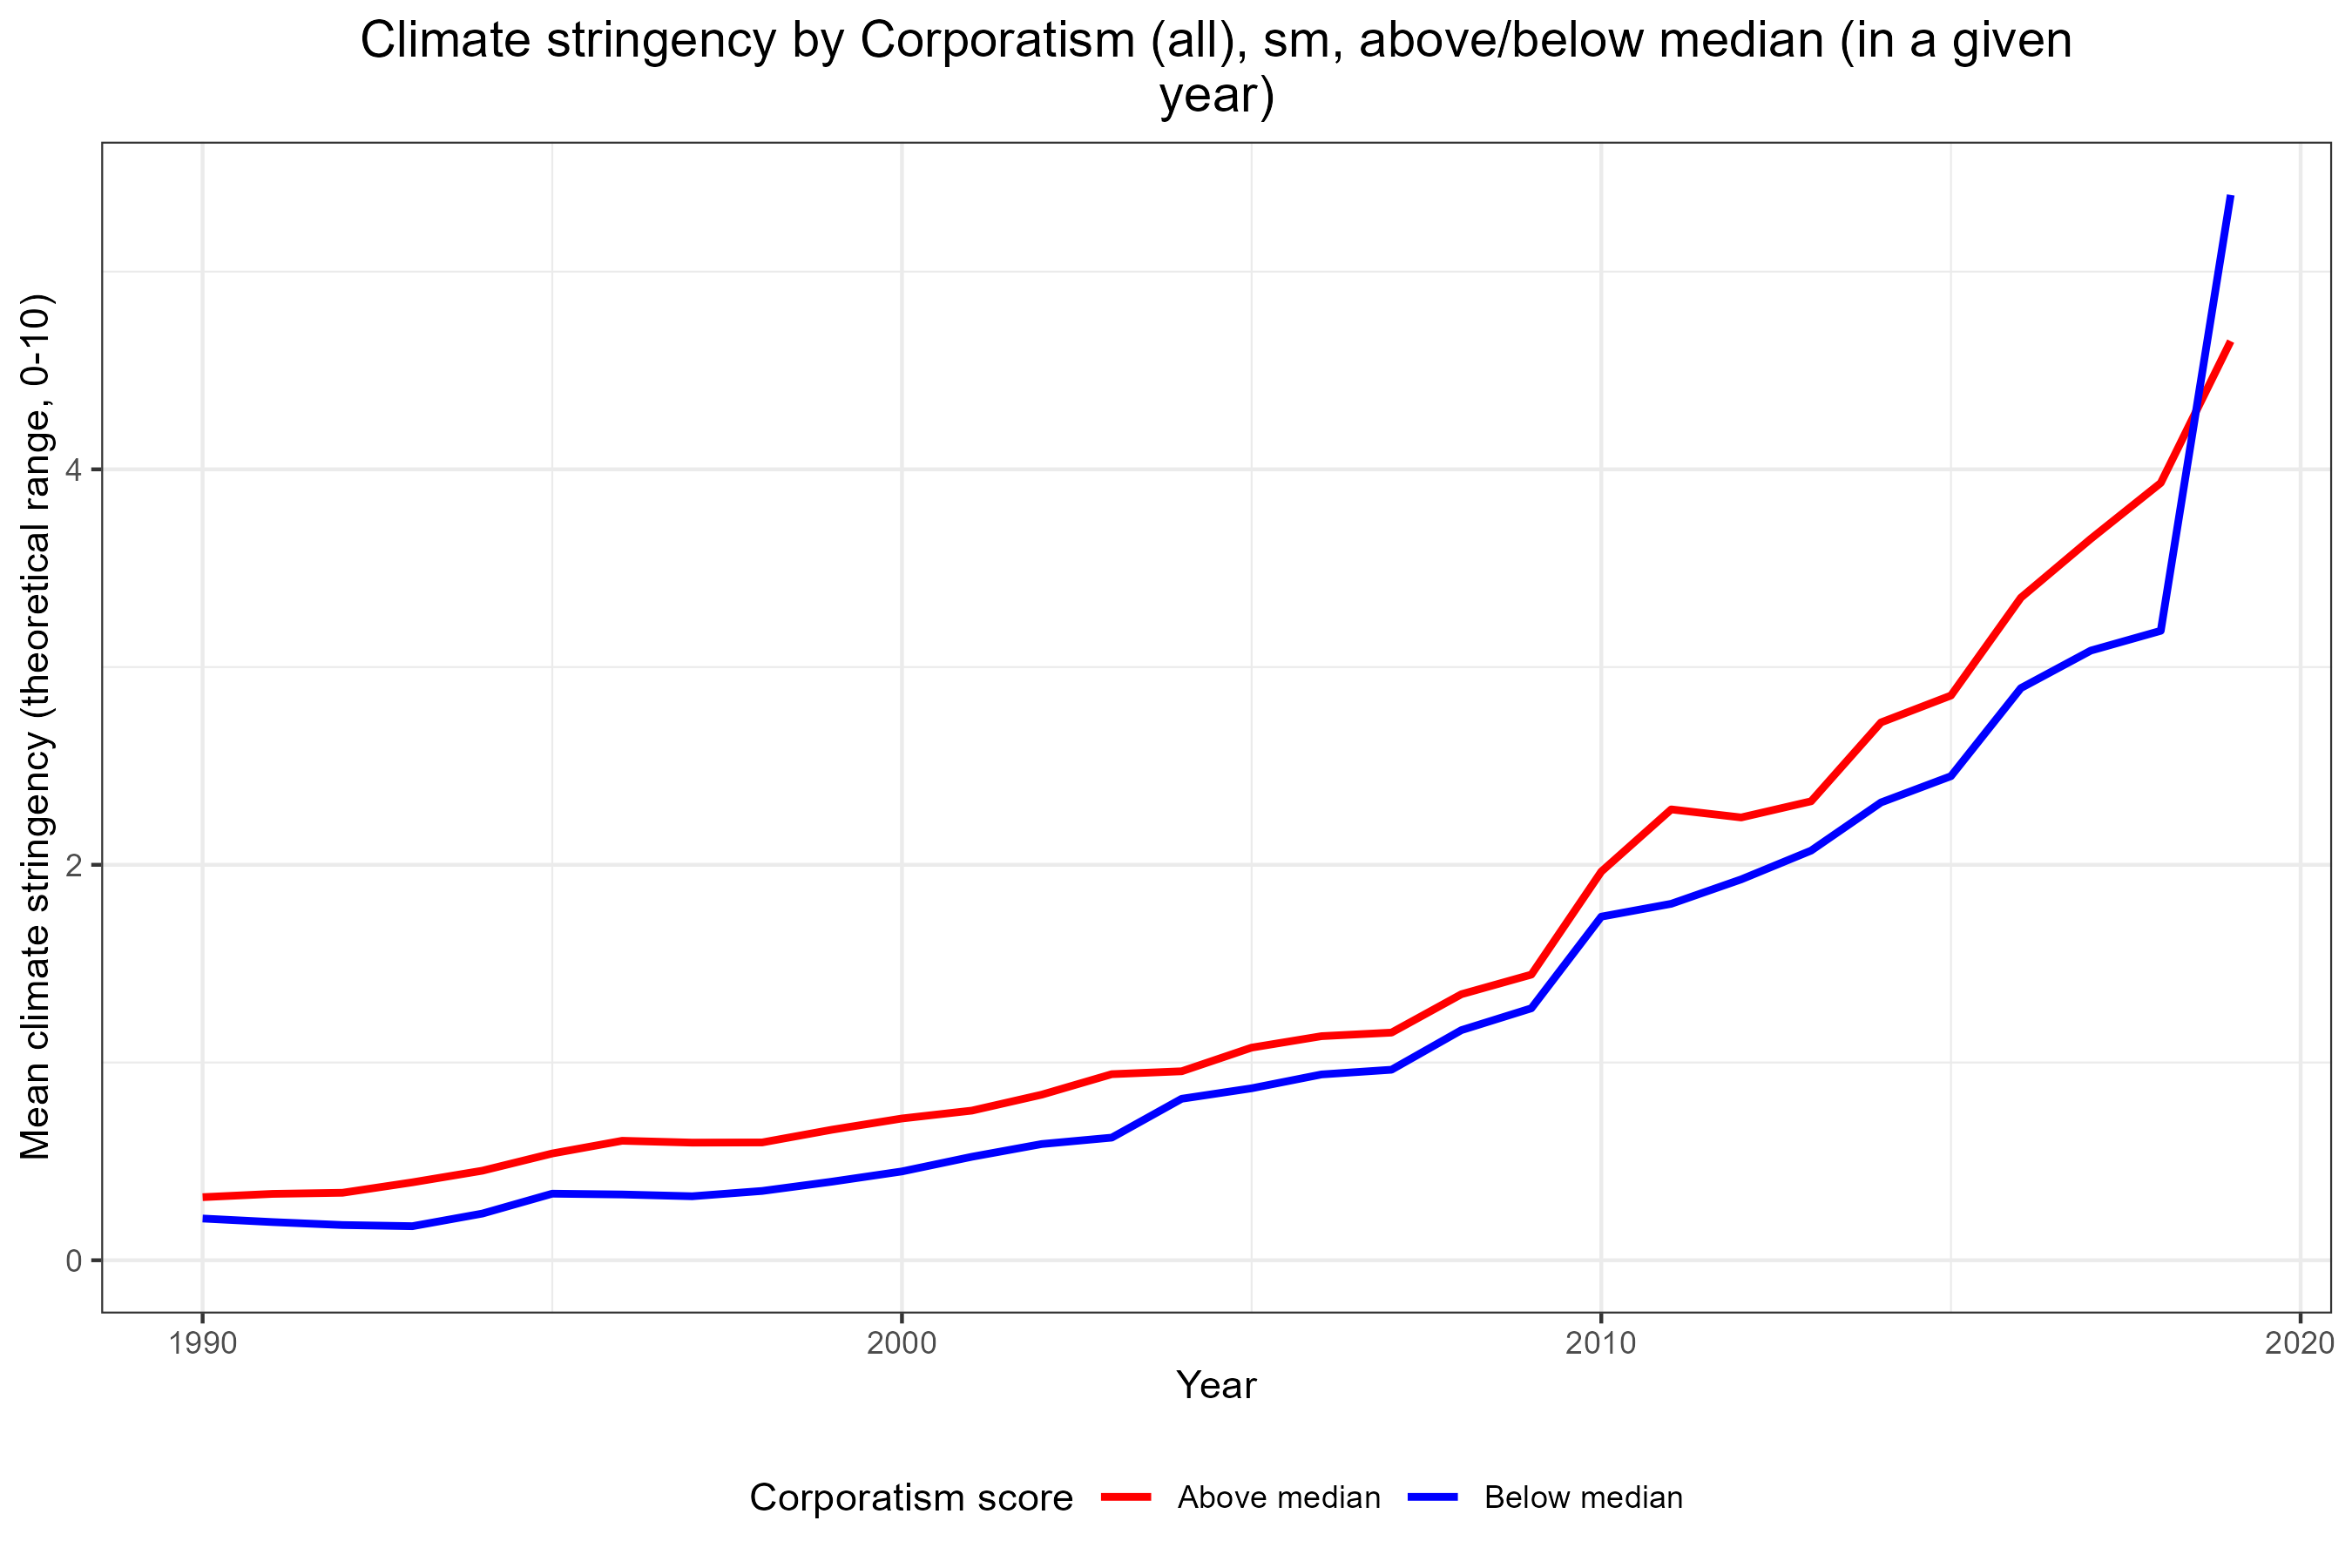 Climate stringency by Corporatism (all), sm, above/below median (in a given
year)
Mean climate stringency (theoretical range, 0-10)
4
2
0
1990
2000
2010
2020
Year
Corporatism score
Above median
Below median